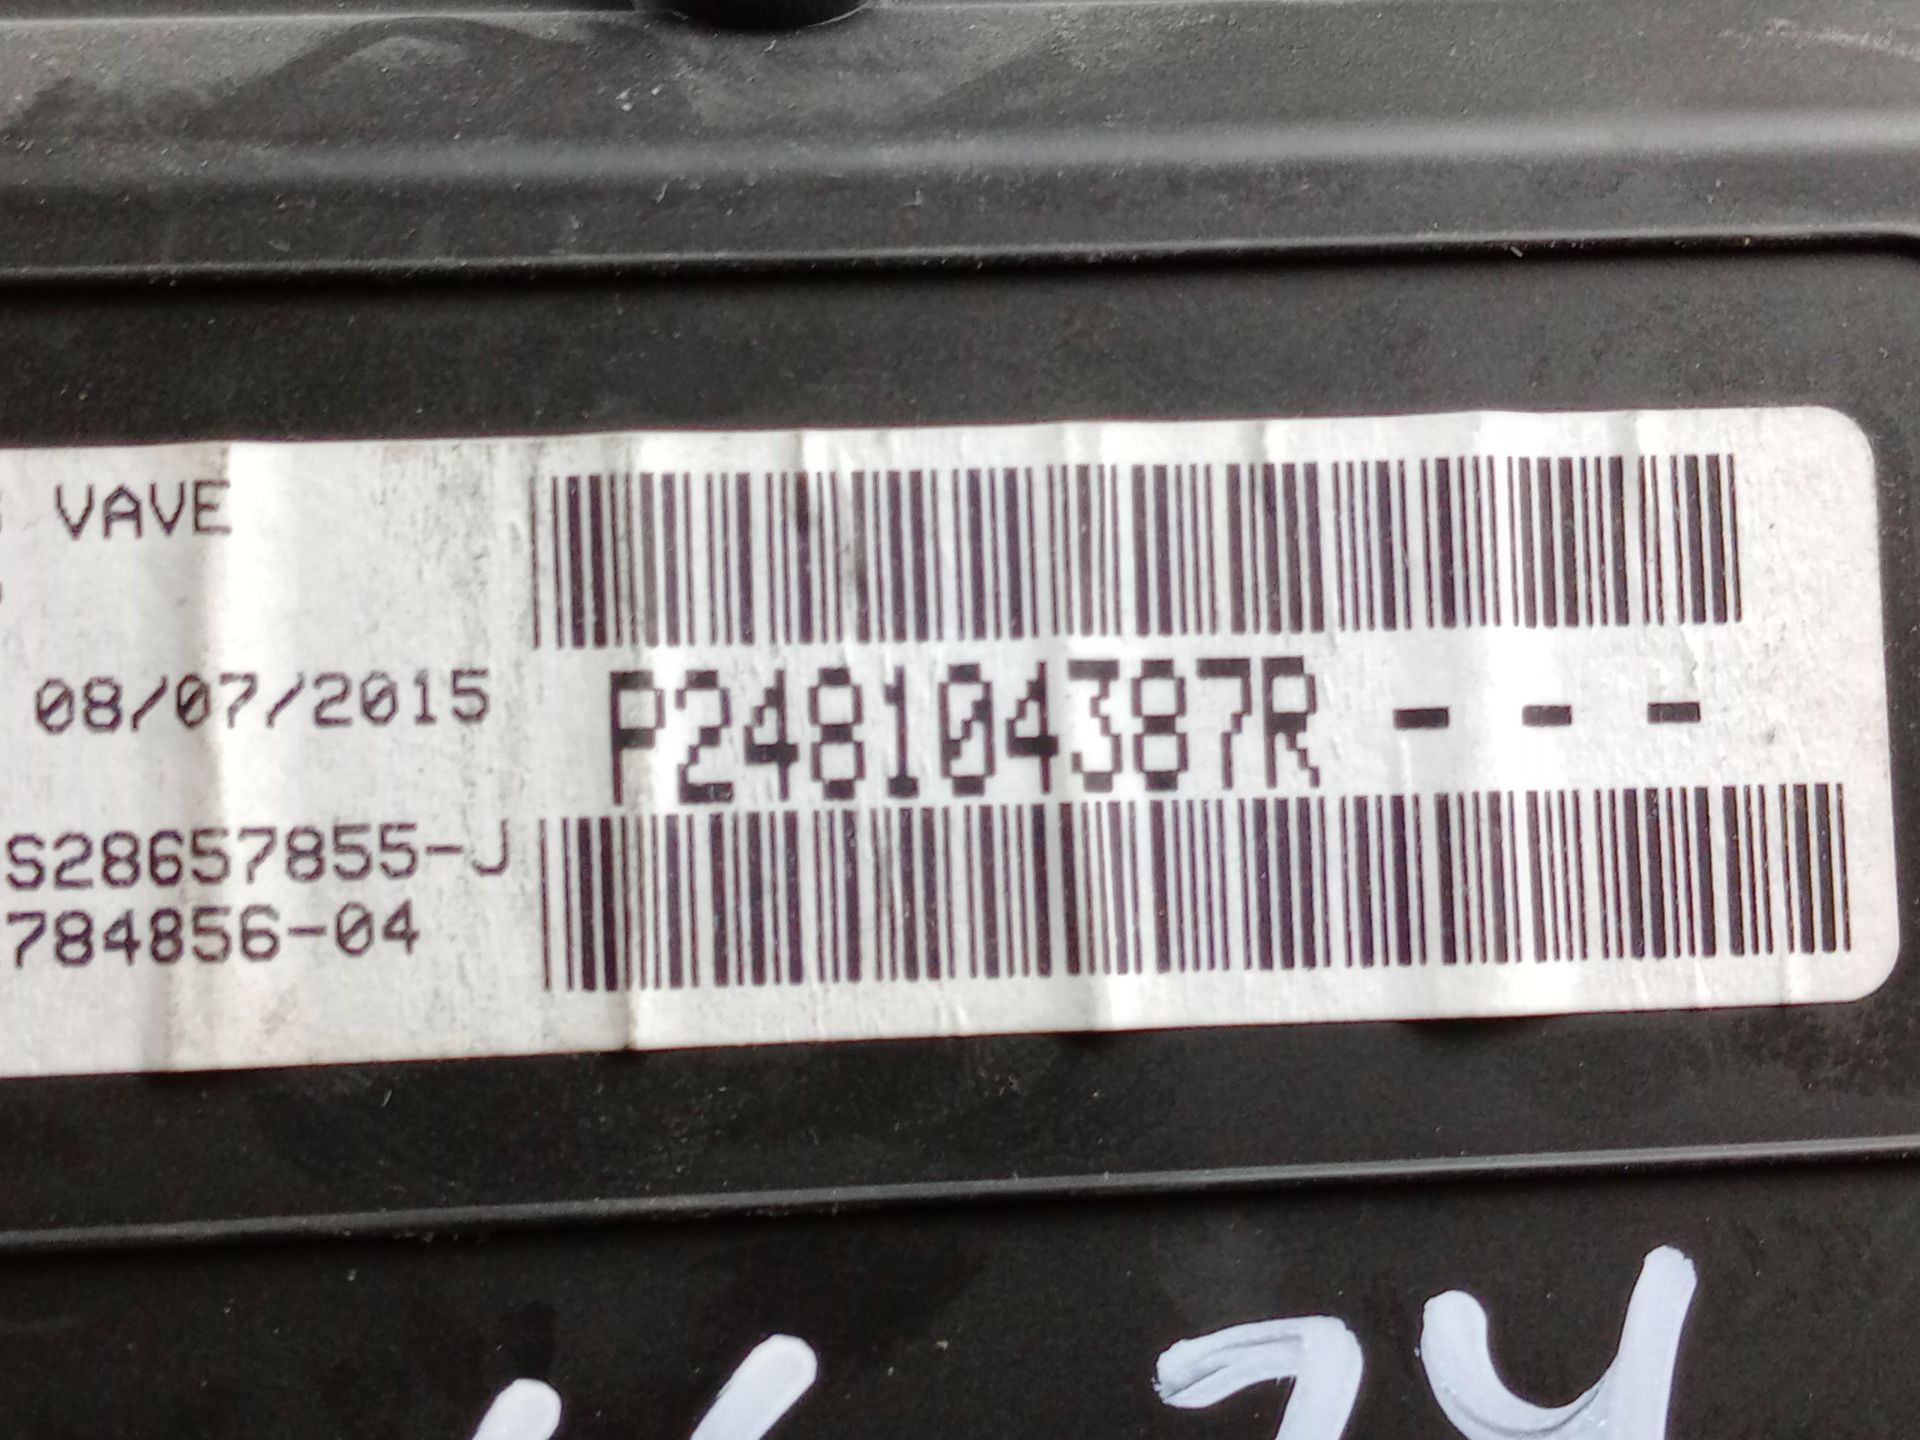 VAVE
08/07/2015
P248104387R - - -
S28657855-J
784856-04